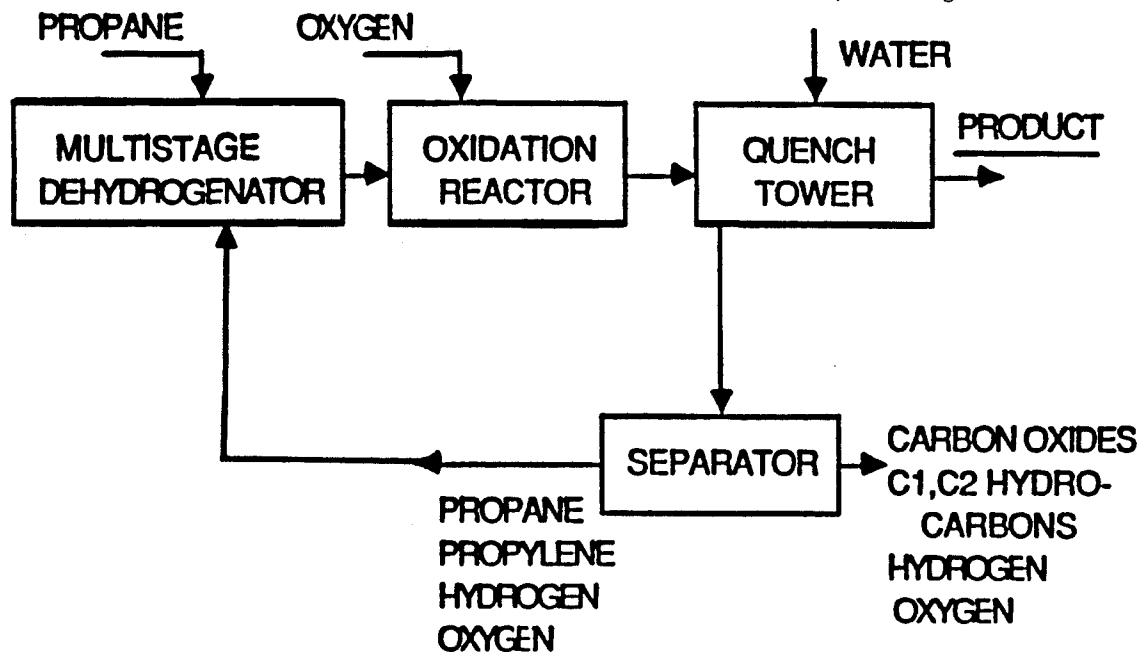 PROPANE
OXYGEN
WATER
MULTISTAGE
DEHYDROGENATOR
OXIDATION
REACTOR
QUENCH
TOWER
PRODUCT
SEPARATOR
PROPANE
PROPYLENE
HYDROGEN
OXYGEN
CARBON OXIDES
C1,C2 HYDRO-
CARBONS
HYDROGEN
OXYGEN